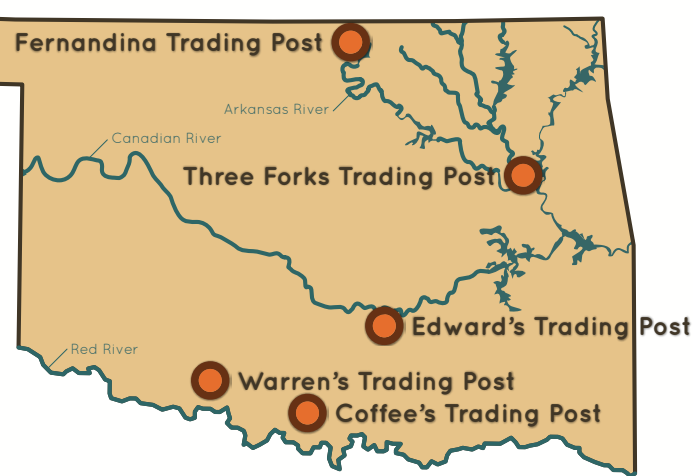 Fernandina Trading Post
Arkansas River
Canadian River
Three Forks Trading Post
Edward's Trading Post
Red River
Warren's Trading Post
Coffee's Trading Post